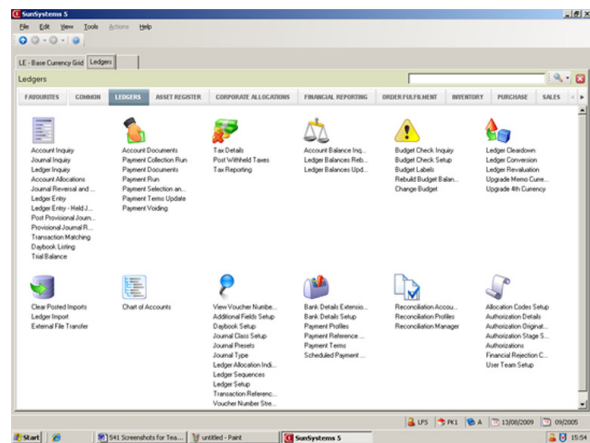 SunSystems 5
File Edit View Tools Actions Help
LE - Base Currency Grid Ledgers
Ledgers
FAVOURITES COMMON LEDGERS ASSET REGISTER CORPORATE ALLOCATIONS FINANCIAL REPORTING ORDER FULFILMENT INVENTORY PURCHASE SALES
Account Inquiry
Journal Inquiry
Ledger Inquiry
Account Allocations
Journal Reversal and ...
Ledger Entry
Ledger Entry - Held J...
Post Provisional Journ...
Provisional Journal R...
Transaction Matching
Daybook Listing
Trial Balance
Account Documents
Payment Collection Run
Payment Documents
Payment Run
Payment Selection an...
Payment Terms Update
Payment Voiding
Tax Details
Post Withheld Taxes
Tax Reporting
Account Balance Inq...
Ledger Balances Reb...
Ledger Balances Upd...
Budget Check Inquiry
Budget Check Setup
Budget Labels
Rebuild Budget Balan...
Change Budget
Ledger Cleardown
Ledger Conversion
Ledger Revaluation
Upgrade Memo Curre...
Upgrade 4th Currency
Clear Posted Imports
Ledger Import
External File Transfer
Chart of Accounts
View Voucher Numbe...
Additional Fields Setup
Daybook Setup
Journal Class Setup
Journal Presets
Journal Type
Ledger Allocation Indi...
Ledger Sequences
Ledger Setup
Transaction Referenc...
Voucher Number Stre...
Bank Details Extensio...
Bank Details Setup
Payment Profiles
Payment Reference ...
Payment Terms
Scheduled Payment ...
Reconciliation Accou...
Reconciliation Profiles
Reconciliation Manager
Allocation Codes Setup
Authorization Details
Authorization Originat...
Authorization Stage S...
Authorizations
Financial Rejection C...
User Team Setup
LPS PK1 A 13/08/2009 09/2005
Start 541 Screenshots for Tea... untitled - Paint SunSystems 5 15:54